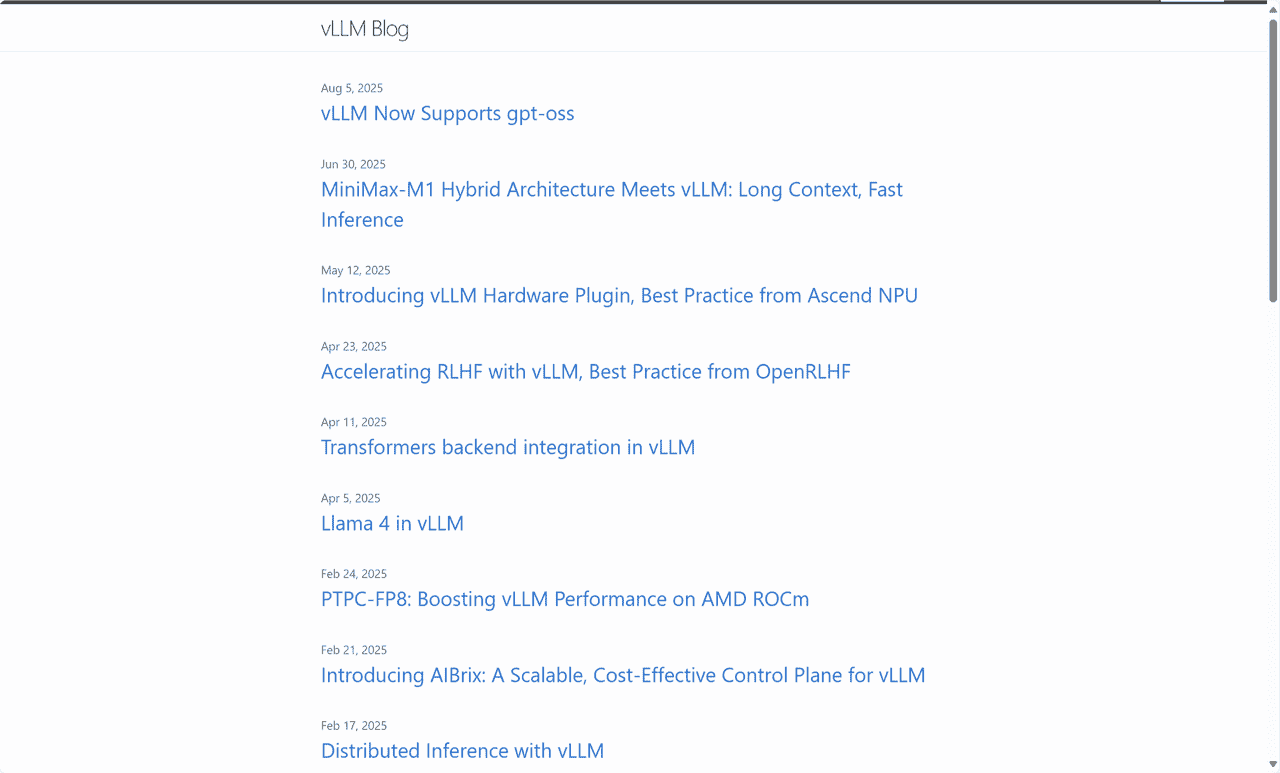 vLLM Blog
Aug 5, 2025
vLLM Now Supports gpt-oss
Jun 30, 2025
MiniMax-M1 Hybrid Architecture Meets vLLM: Long Context, Fast
Inference
May 12, 2025
Introducing vLLM Hardware Plugin, Best Practice from Ascend NPU
Apr 23, 2025
Accelerating RLHF with vLLM, Best Practice from OpenRLHF
Apr 11, 2025
Transformers backend integration in vLLM
Apr 5, 2025
Llama 4 in vLLM
Feb 24, 2025
PTPC-FP8: Boosting vLLM Performance on AMD ROCm
Feb 21, 2025
Introducing AIBrix: A Scalable, Cost-Effective Control Plane for vLLM
Feb 17, 2025
Distributed Inference with vLLM